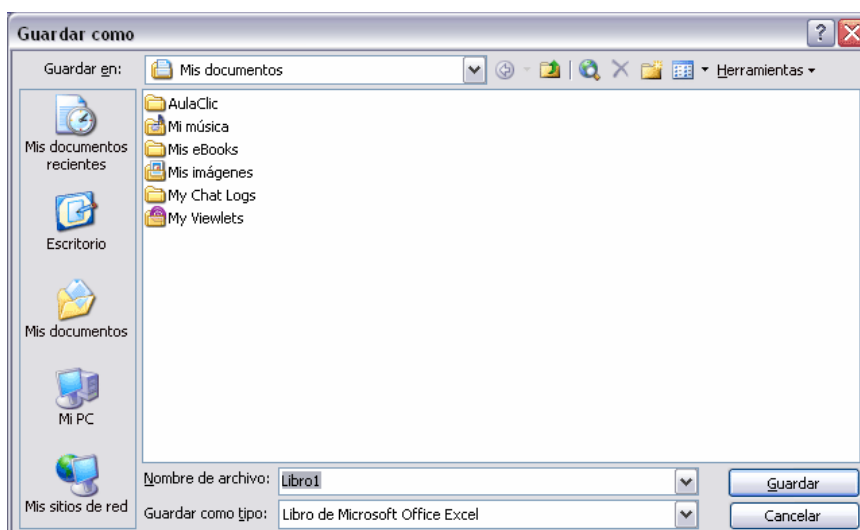 Guardar como
Guardar en: Mis documentos Herramientas
Mis documentos
recientes
Escritorio
Mis documentos
Mi PC
Mis sitios de red
AulaClic
Mi música
Mis eBooks
Mis imágenes
My Chat Logs
My Viewlets
Nombre de archivo: Libro1 Guardar
Guardar como tipo: Libro de Microsoft Office Excel Cancelar